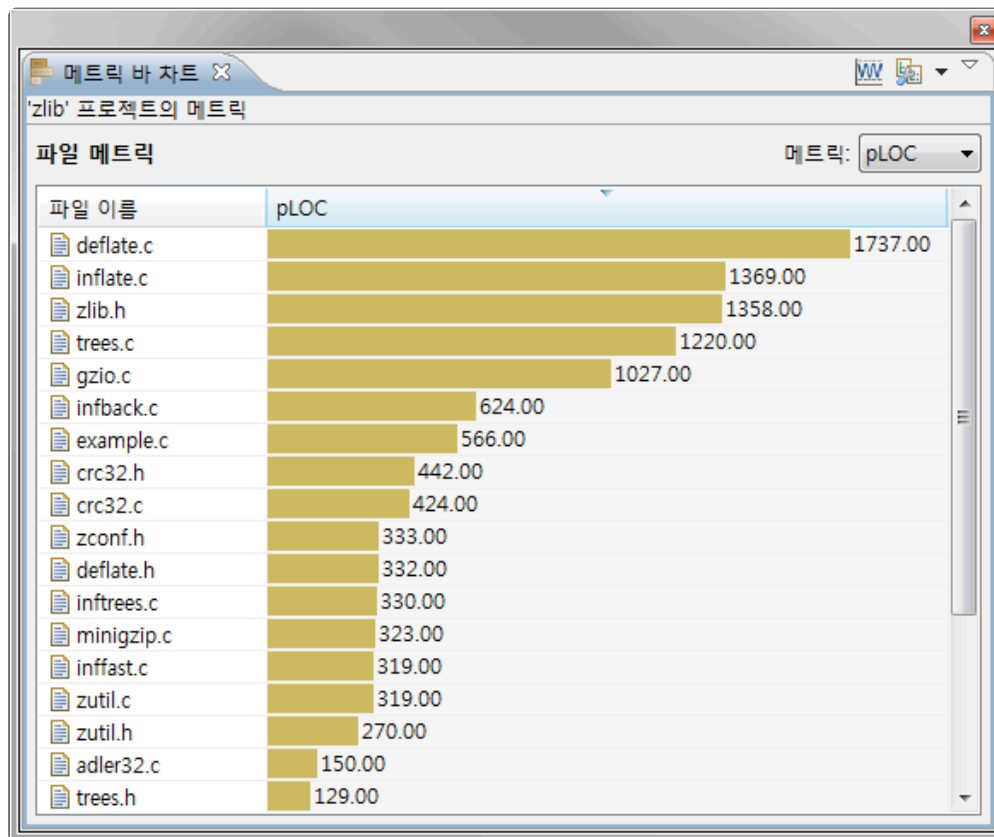 메트릭 바 차트
'zlib' 프로젝트의 메트릭
파일 메트릭 메트릭: pLOC
파일 이름 pLOC
deflate.c 1737.00
inflate.c 1369.00
zlib.h 1358.00
trees.c 1220.00
gzio.c 1027.00
infback.c 624.00
example.c 566.00
crc32.h 442.00
crc32.c 424.00
zconf.h 333.00
deflate.h 332.00
inftrees.c 330.00
minigzip.c 323.00
inffast.c 319.00
zutil.c 319.00
zutil.h 270.00
adler32.c 150.00
trees.h 129.00